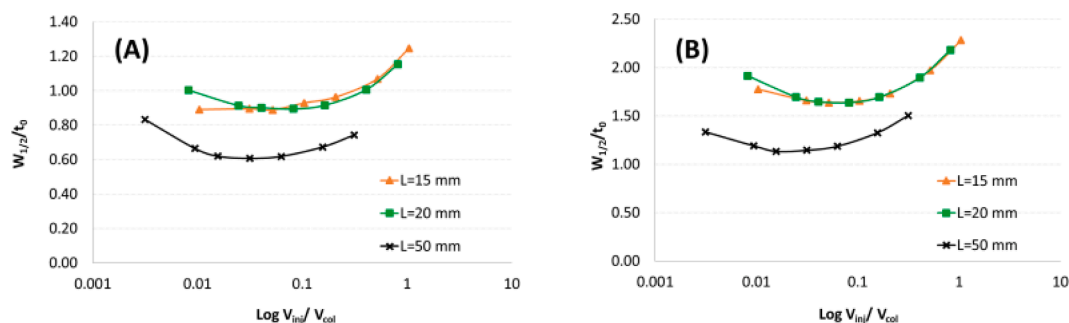 (A)
1.40
1.20
1.00
0.80
0.60
0.40
0.20
0.00
W1/2/t0
L=15 mm
L=20 mm
L=50 mm
0.001 0.01 0.1 1 10
Log Vinj/ Vcol
(B)
2.50
2.00
1.50
1.00
0.50
0.00
W1/2/t0
L=15 mm
L=20 mm
L=50 mm
0.001 0.01 0.1 1 10
Log Vinj/ Vcol